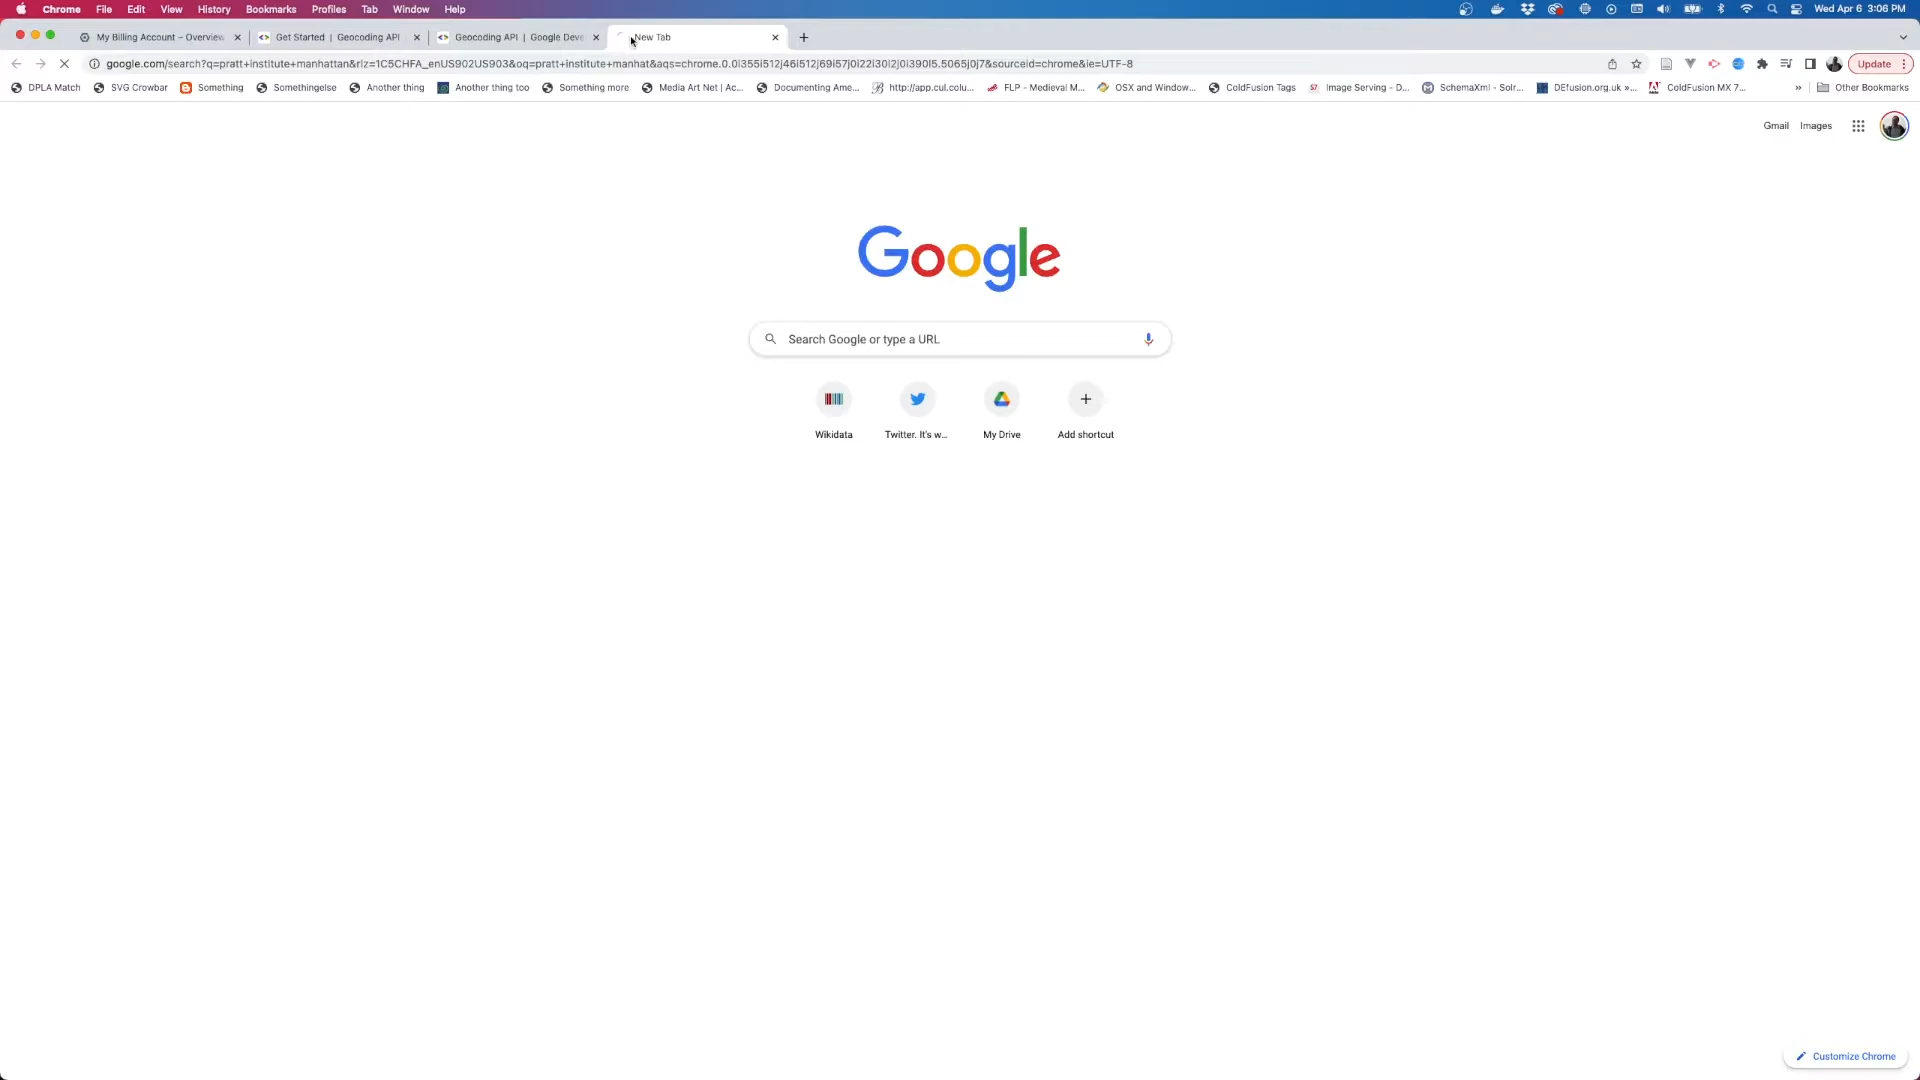 Chrome File Edit View History Bookmarks Profiles Tab Window Help Wed Apr 6 3:06 PM
My Billing Account – Overview Get Started | Geocoding API Geocoding API | Google Deve New Tab
google.com/search?q=pratt+institute+manhattan&rlz=1C5CHFA_enUS902US903&oq=pratt+institute+manhat&aqs=chrome.0.0i355i512j46i512j69i57j0i22i30l2j0i390l5.5065j0j7&sourceid=chrome&ie=UTF-8 Update
DPLA Match SVG Crowbar Something Somethingelse Another thing Another thing too Something more Media Art Net | Ac... Documenting Ame... http://app.cul.colu... FLP - Medieval M... OSX and Window... ColdFusion Tags Image Serving - D... SchemaXml - Solr... DEfusion.org.uk »... ColdFusion MX 7... » Other Bookmarks
Gmail Images
Google
Search Google or type a URL
Wikidata Twitter. It's w... My Drive Add shortcut
Customize Chrome